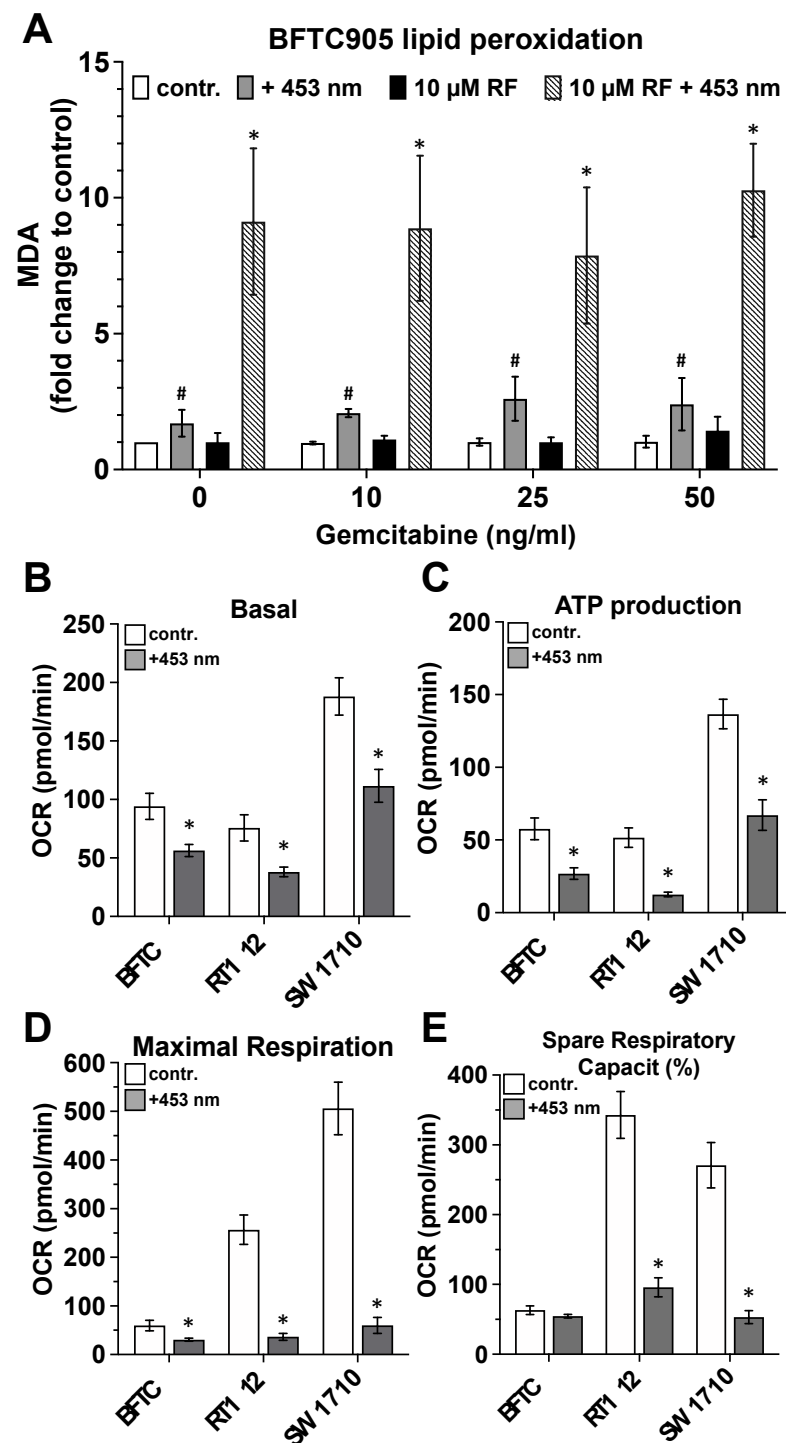 A
BFTC905 lipid peroxidation
contr. + 453 nm 10 µM RF 10 µM RF + 453 nm
MDA
(fold change to control)
15
10
5
0
* * * *
# # # #
0 10 25 50
Gemcitabine (ng/ml)
B
Basal
contr.
+453 nm
OCR (pmol/min)
250
200
150
100
50
0
* * *
BFTC RT1 12 SW 1710
C
ATP production
contr.
+453 nm
OCR (pmol/min)
200
150
100
50
0
* * *
BFTC RT1 12 SW 1710
D
Maximal Respiration
contr.
+453 nm
OCR (pmol/min)
600
500
400
300
200
100
50
0
* * *
BFTC RT1 12 SW 1710
E
Spare Respiratory
Capacit (%)
contr.
+453 nm
OCR (pmol/min)
400
300
200
100
50
0
* *
BFTC RT1 12 SW 1710